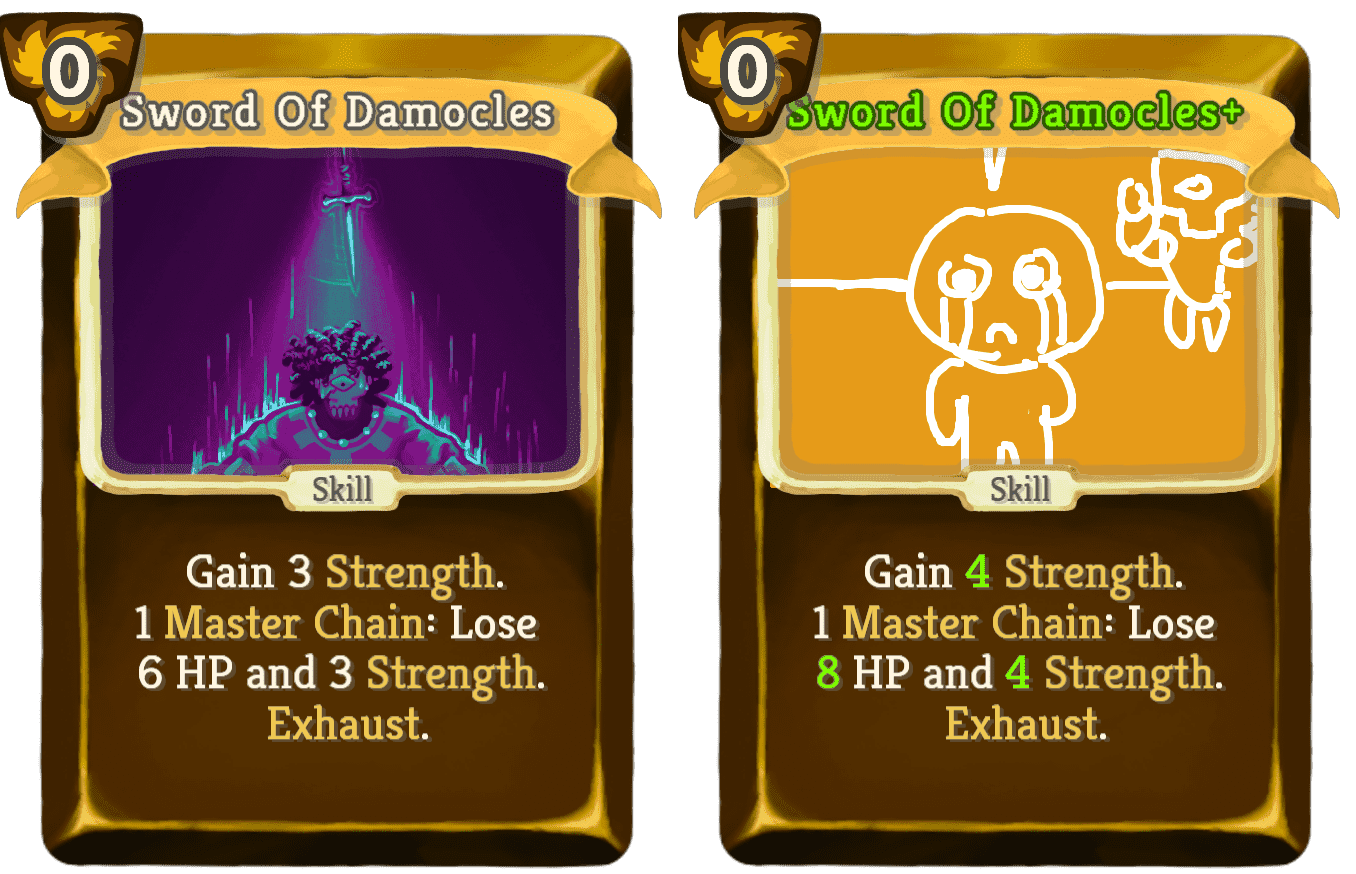 0
Sword Of Damocles
Skill
Gain 3 Strength.
1 Master Chain: Lose
6 HP and 3 Strength.
Exhaust.
0
Sword Of Damocles+
Skill
Gain 4 Strength.
1 Master Chain: Lose
8 HP and 4 Strength.
Exhaust.